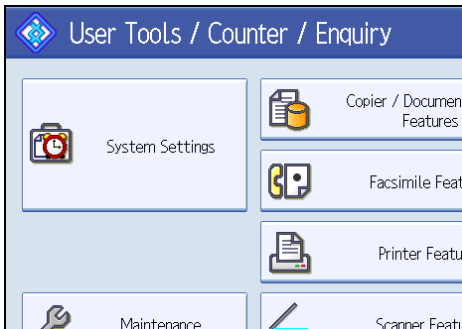 User Tools / Counter / Enquiry
System Settings
Copier / Documen
Features
Facsimile Feat
Printer Featu
Maintenance
Scanner Featu